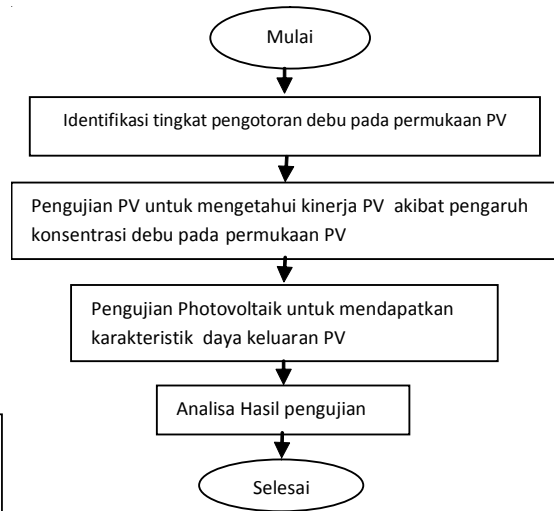 Mulai
Identifikasi tingkat pengotoran debu pada permukaan PV
Pengujian PV untuk mengetahui kinerja PV akibat pengaruh
konsentrasi debu pada permukaan PV
Pengujian Photovoltaik untuk mendapatkan
karakteristik daya keluaran PV
Analisa Hasil pengujian
Selesai